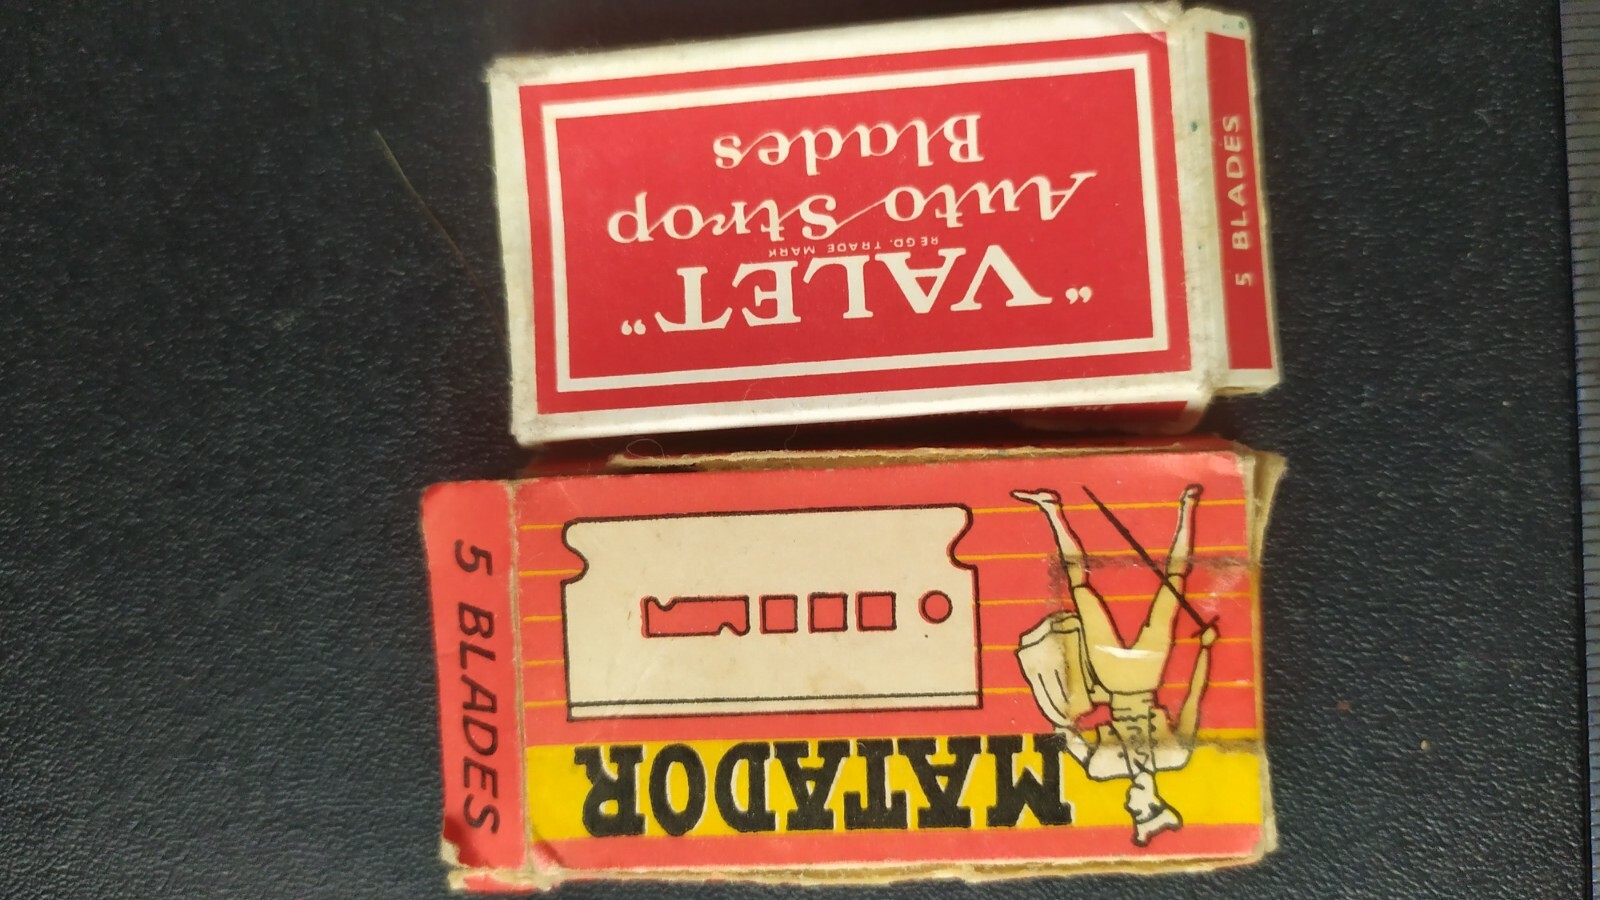 "VALET"
REGD. TRADE MARK
Auto Strop
Blades
5 BLADES
MATADOR
5 BLADES